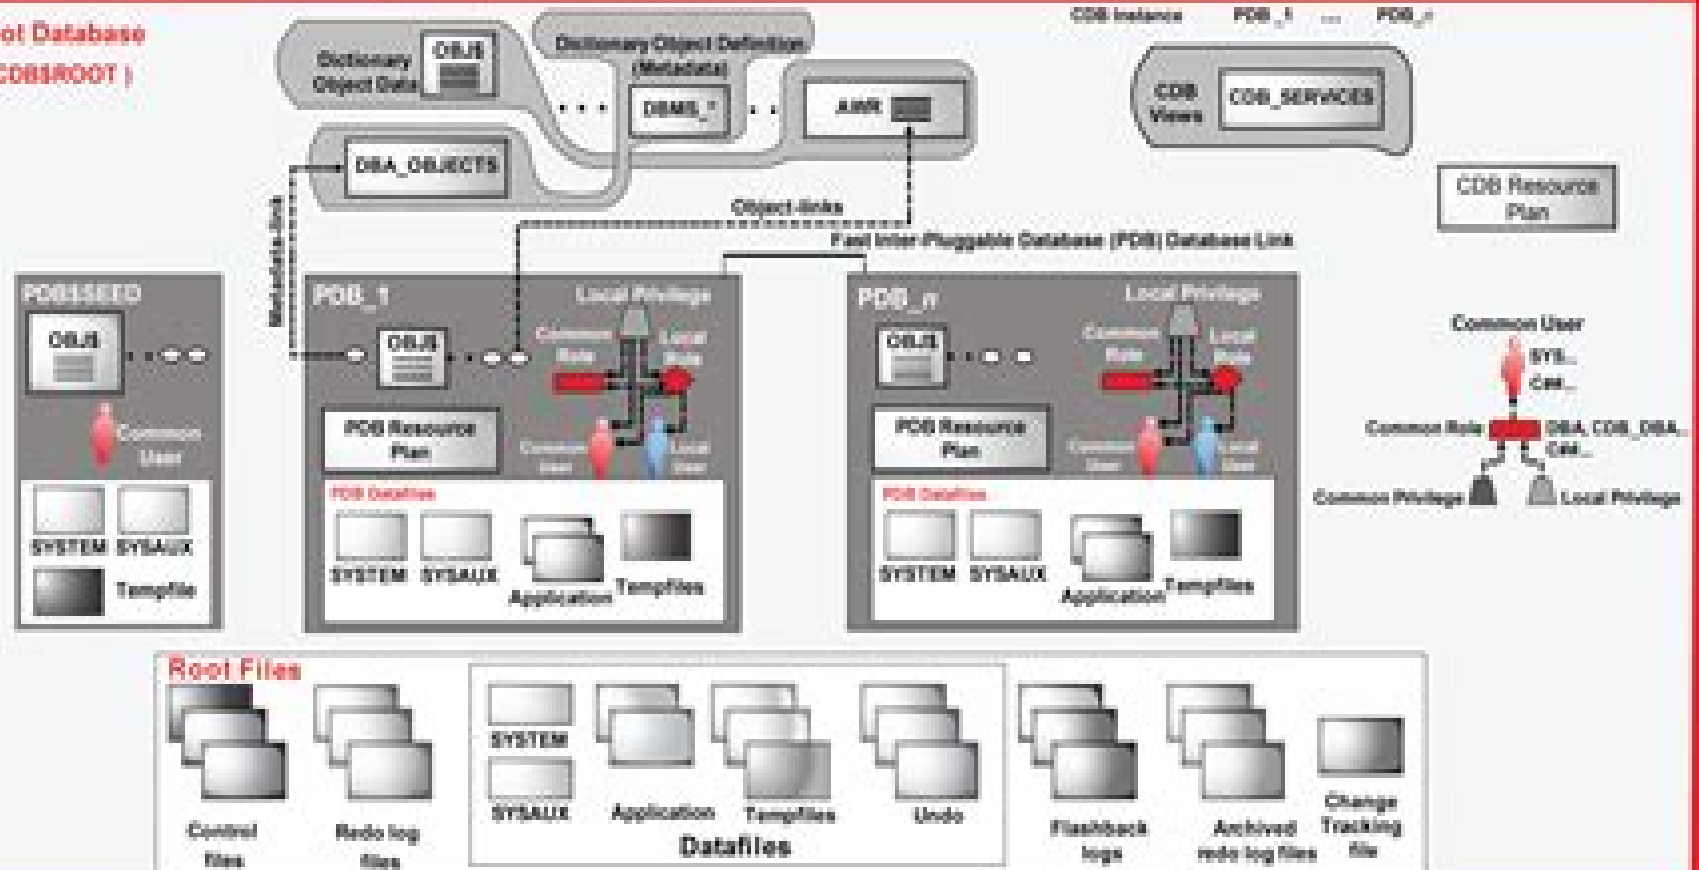 ot Database
CDB$ROOT )
Dictionary
Object Data
OBJ$
Dictionary Object Definition
(Metadata)
DBMS_*
AWR
DBA_OBJECTS
CDB Instance PDB_1 ... PDB_n
CDB
Views
CDB_SERVICES
CDB Resource
Plan
Metadata-link
Object-links
Fast Inter-Pluggable Database (PDB) Database Link
PDB$SEED
OBJ$
Common
User
SYSTEM SYSAUX
Tempfile
PDB_1
Local Privilege
OBJ$
Common
Role
Local
Role
PDB Resource
Plan
Common
User
Local
User
PDB Datafiles
SYSTEM SYSAUX
Application
Tempfiles
PDB_n
Local Privilege
OBJ$
Common
Role
Local
Role
PDB Resource
Plan
Common
User
Local
User
PDB Datafiles
SYSTEM SYSAUX
Application
Tempfiles
Common User
SYS...
C##...
Common Role
DBA, CDB_DBA...
C##...
Common Privilege
Local Privilege
Root Files
Control
files
Redo log
files
SYSTEM
SYSAUX
Application
Tempfiles
Undo
Datafiles
Flashback
logs
Archived
redo log files
Change
Tracking
file